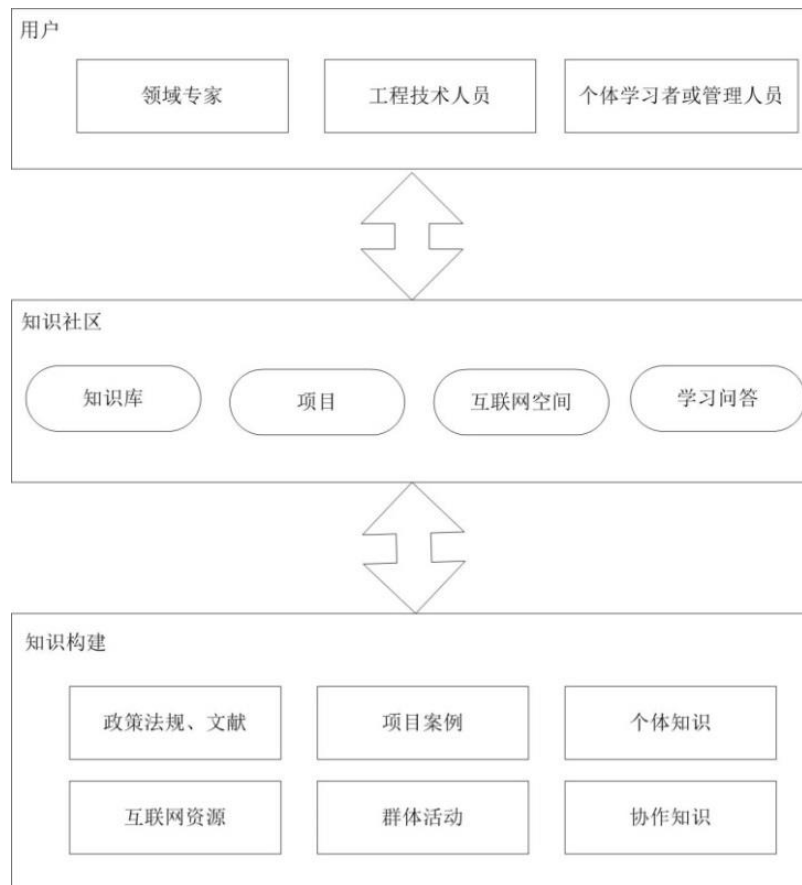 用户
领域专家
工程技术人员
个体学习者或管理人员
知识社区
知识库
项目
互联网空间
学习问答
知识构建
政策法规、文献
项目案例
个体知识
互联网资源
群体活动
协作知识